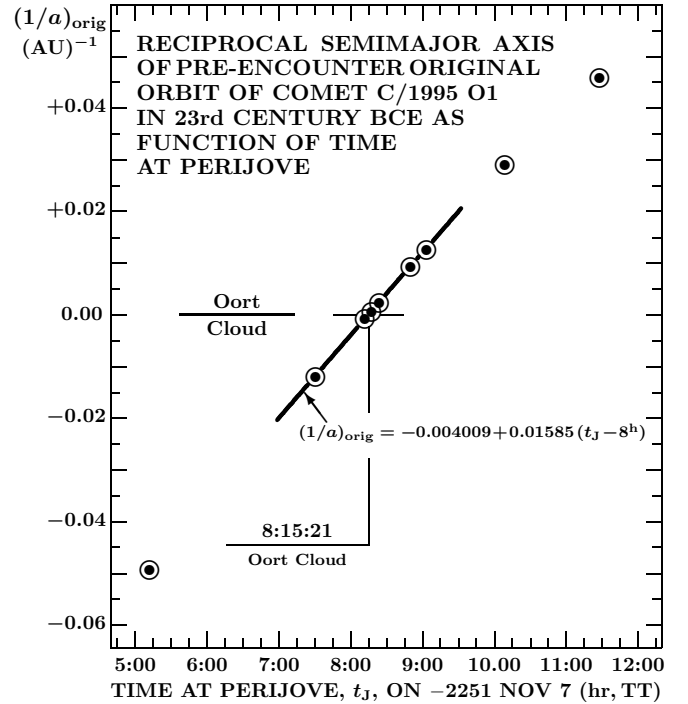 (1/a)orig
(AU)⁻¹
RECIPROCAL SEMIMAJOR AXIS
OF PRE-ENCOUNTER ORIGINAL
ORBIT OF COMET C/1995 O1
IN 23rd CENTURY BCE AS
FUNCTION OF TIME
AT PERIJOVE
+0.04
+0.02
0.00
−0.02
−0.04
−0.06
Oort
Cloud
(1/a)orig = −0.004009+0.01585 (tJ−8ʰ)
8:15:21
Oort Cloud
5:00 6:00 7:00 8:00 9:00 10.00 11:00 12:00
TIME AT PERIJOVE, tJ, ON −2251 NOV 7 (hr, TT)